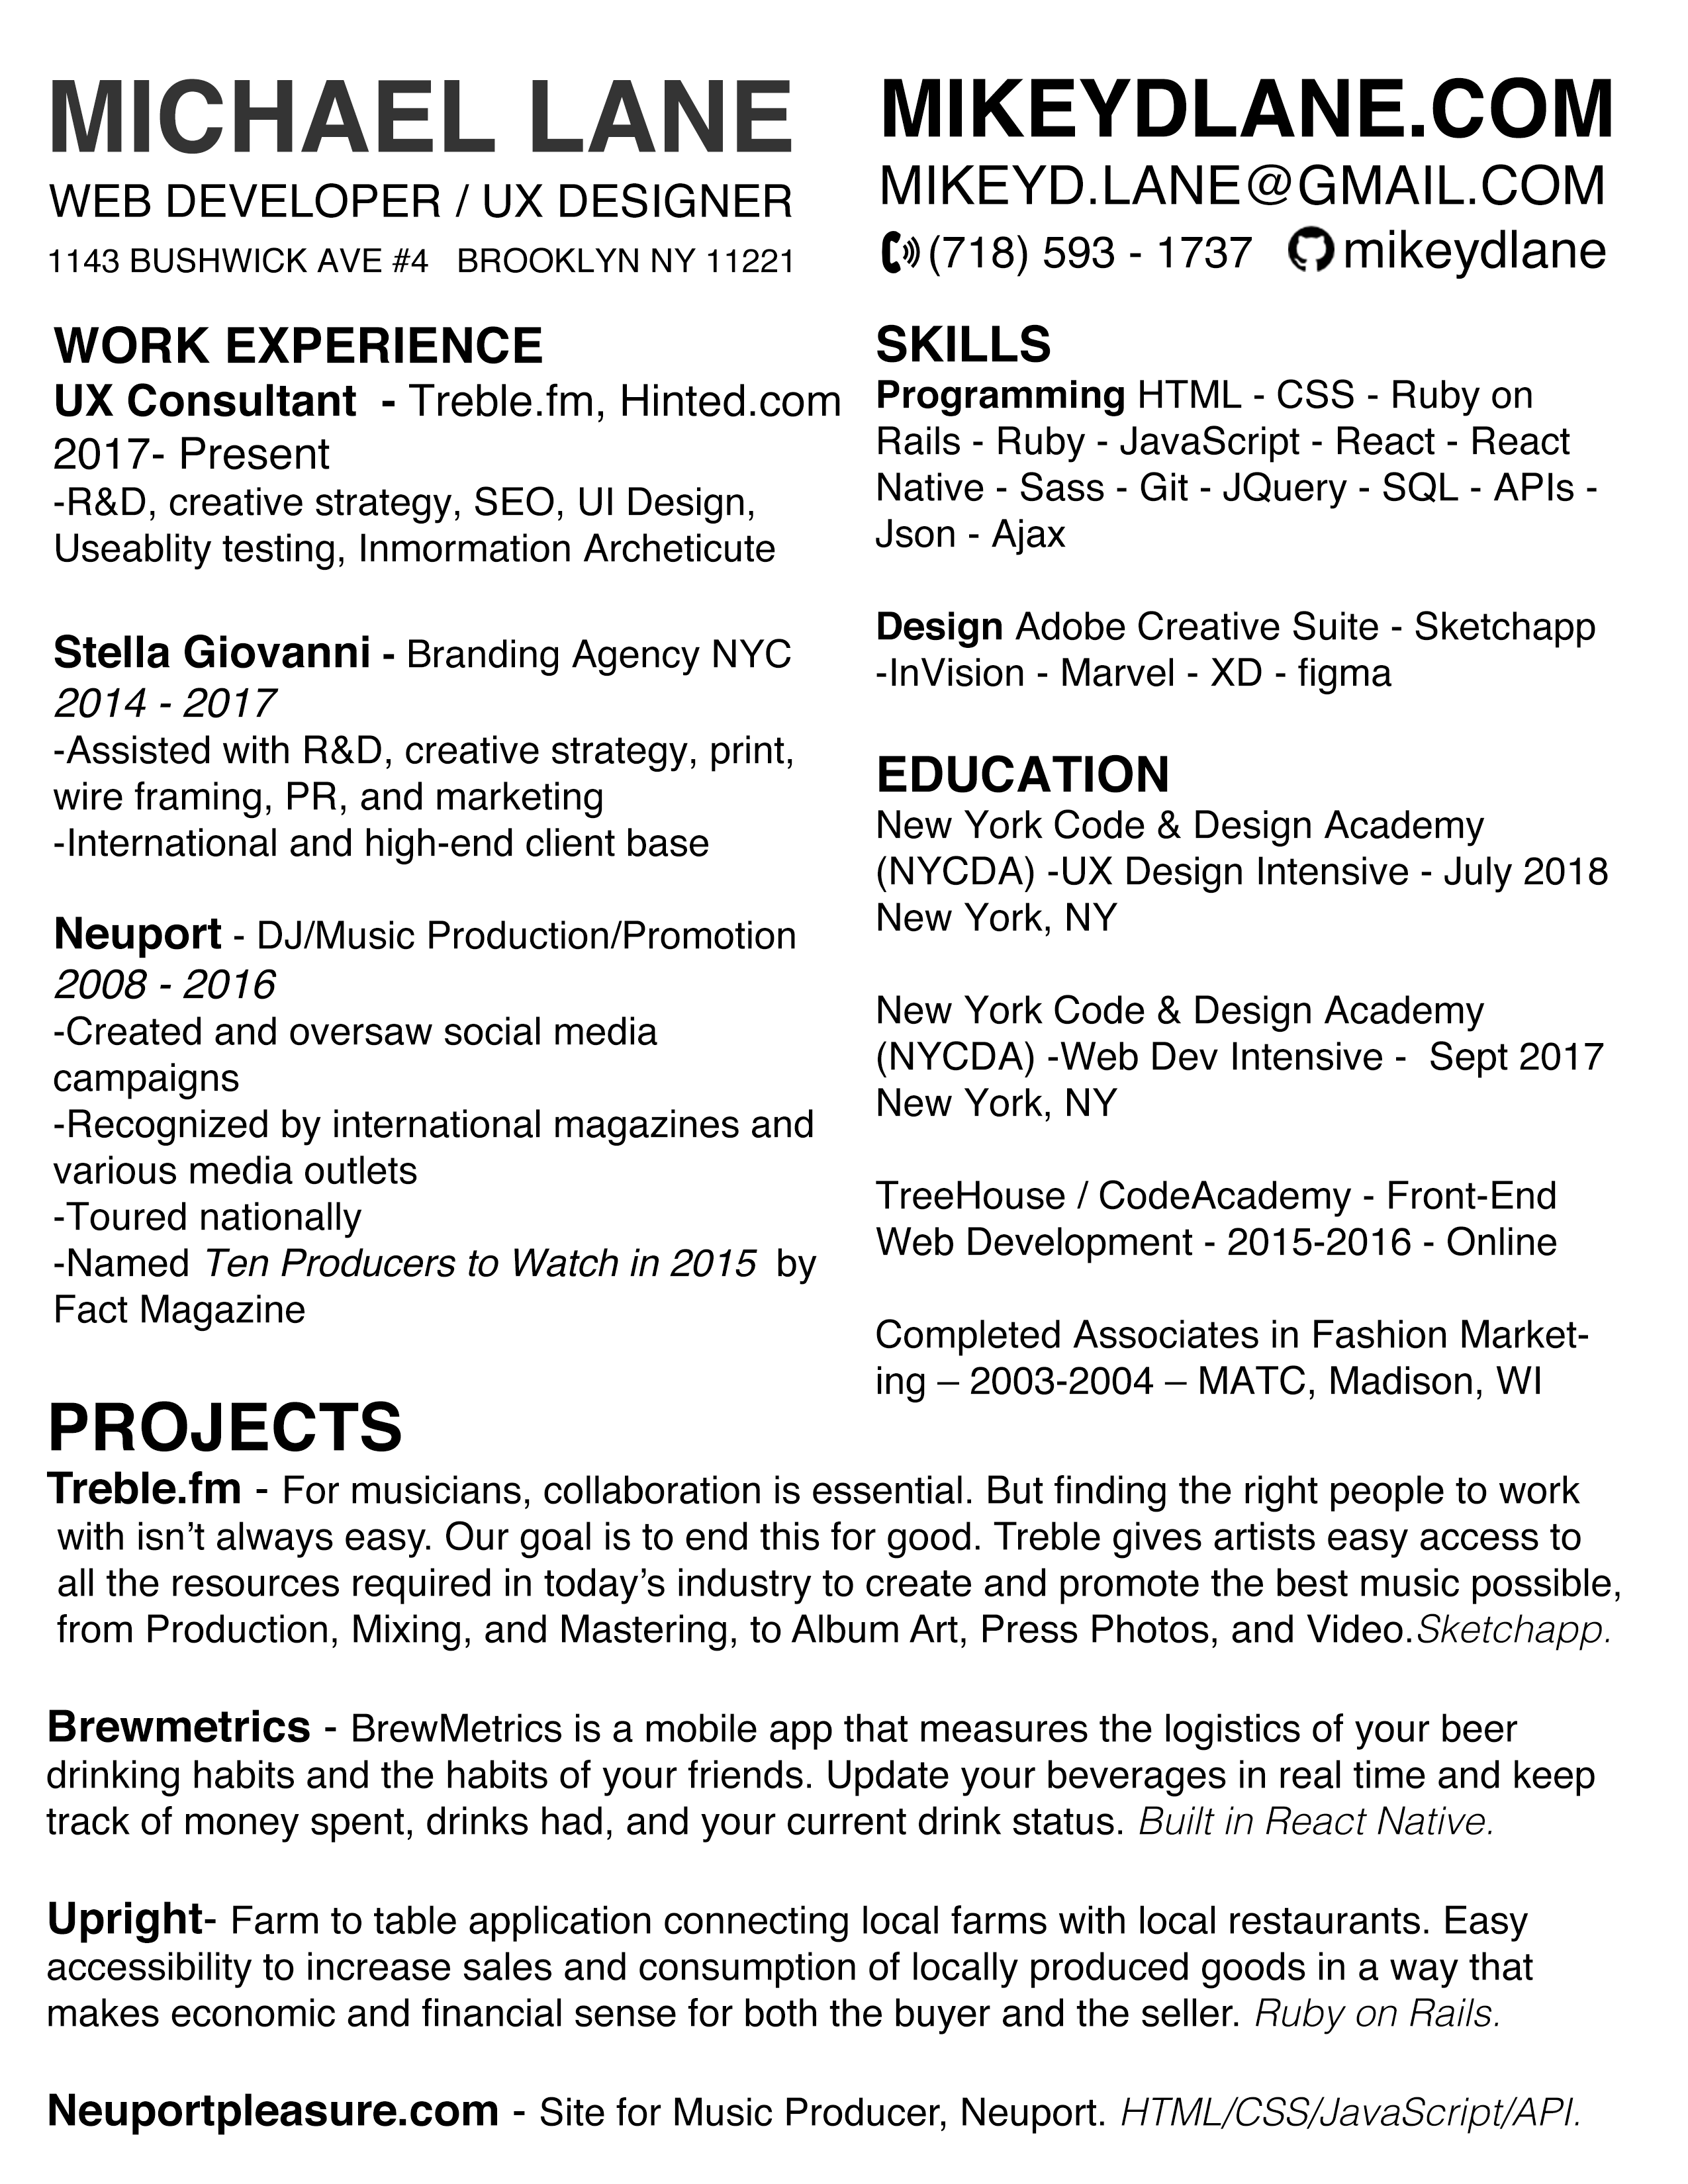 MICHAEL LANE
WEB DEVELOPER / UX DESIGNER
1143 BUSHWICK AVE #4 BROOKLYN NY 11221
MIKEYDLANE.COM
MIKEYD.LANE@GMAIL.COM
(718) 593 - 1737 mikeydlane
WORK EXPERIENCE
UX Consultant - Treble.fm, Hinted.com
2017- Present
-R&D, creative strategy, SEO, UI Design,
Useablity testing, Inmormation Archeticute
Stella Giovanni - Branding Agency NYC
2014 - 2017
-Assisted with R&D, creative strategy, print,
wire framing, PR, and marketing
-International and high-end client base
Neuport - DJ/Music Production/Promotion
2008 - 2016
-Created and oversaw social media
campaigns
-Recognized by international magazines and
various media outlets
-Toured nationally
-Named Ten Producers to Watch in 2015 by
Fact Magazine
SKILLS
Programming HTML - CSS - Ruby on
Rails - Ruby - JavaScript - React - React
Native - Sass - Git - JQuery - SQL - APIs -
Json - Ajax
Design Adobe Creative Suite - Sketchapp
-InVision - Marvel - XD - figma
EDUCATION
New York Code & Design Academy
(NYCDA) -UX Design Intensive - July 2018
New York, NY
New York Code & Design Academy
(NYCDA) -Web Dev Intensive - Sept 2017
New York, NY
TreeHouse / CodeAcademy - Front-End
Web Development - 2015-2016 - Online
Completed Associates in Fashion Market-
ing – 2003-2004 – MATC, Madison, WI
PROJECTS
Treble.fm - For musicians, collaboration is essential. But finding the right people to work
with isn’t always easy. Our goal is to end this for good. Treble gives artists easy access to
all the resources required in today’s industry to create and promote the best music possible,
from Production, Mixing, and Mastering, to Album Art, Press Photos, and Video.Sketchapp.
Brewmetrics - BrewMetrics is a mobile app that measures the logistics of your beer
drinking habits and the habits of your friends. Update your beverages in real time and keep
track of money spent, drinks had, and your current drink status. Built in React Native.
Upright- Farm to table application connecting local farms with local restaurants. Easy
accessibility to increase sales and consumption of locally produced goods in a way that
makes economic and financial sense for both the buyer and the seller. Ruby on Rails.
Neuportpleasure.com - Site for Music Producer, Neuport. HTML/CSS/JavaScript/API.